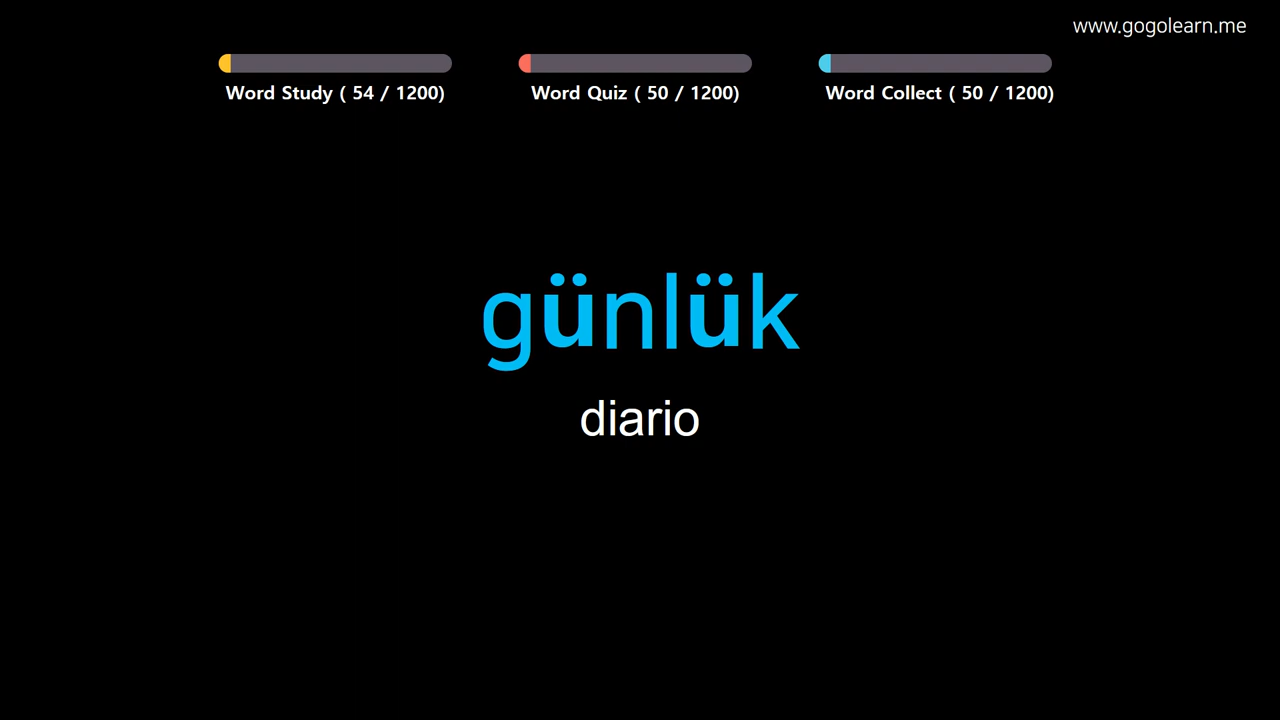 www.gogolearn.me
Word Study ( 54 / 1200)
Word Quiz ( 50 / 1200)
Word Collect ( 50 / 1200)
günlük
diario